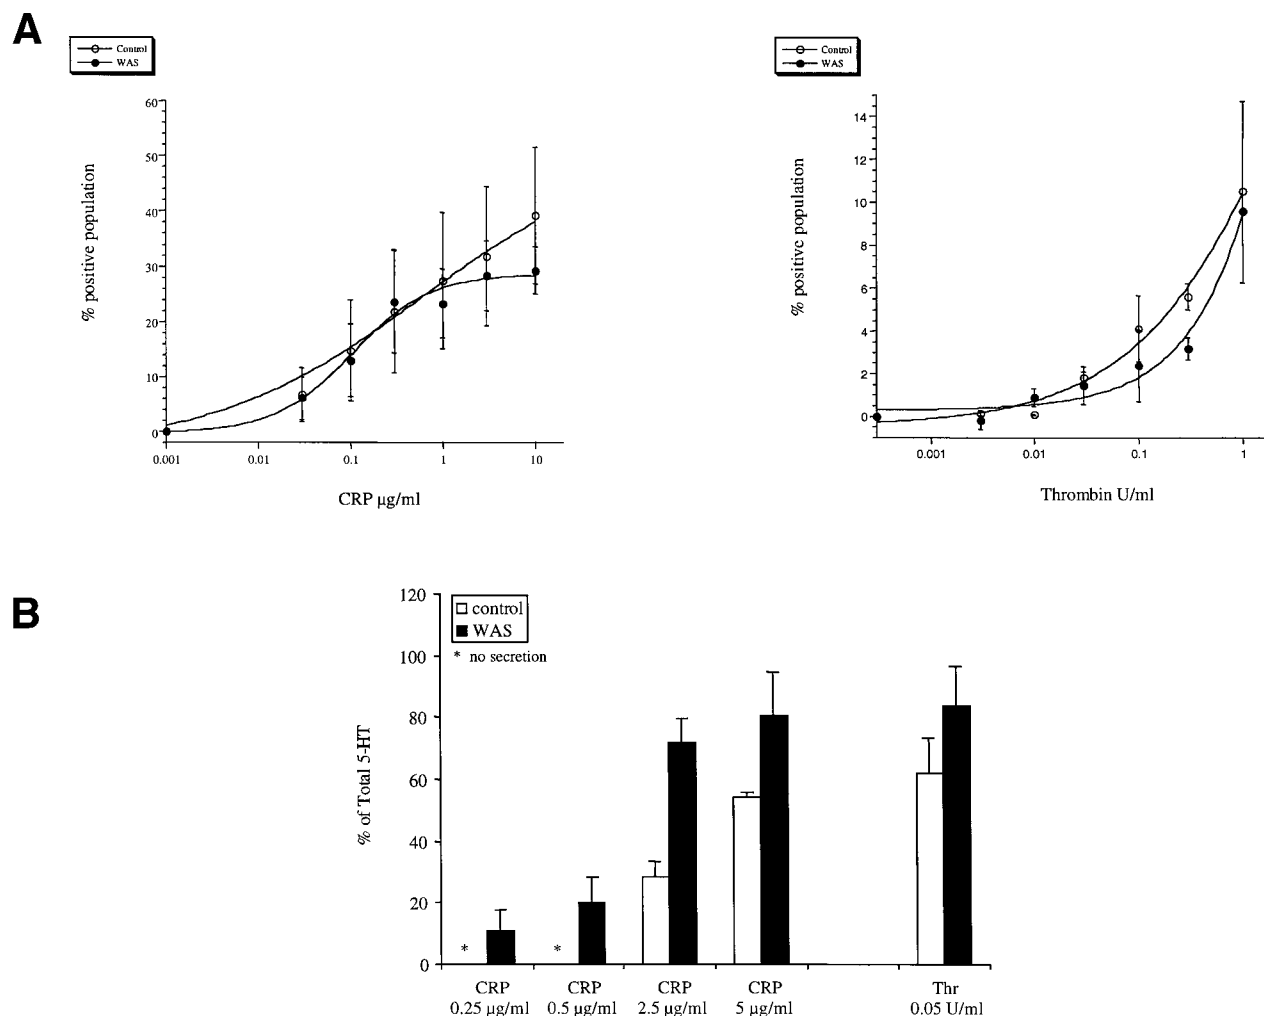 A
Control
WAS
60
50
40
30
20
10
0
% positive population
0.001 0.01 0.1 1 10
CRP µg/ml
Control
WAS
14
12
10
8
6
4
2
0
% positive population
0.001 0.01 0.1 1
Thrombin U/ml
B
control
WAS
* no secretion
120
100
80
60
40
20
0
% of Total 5-HT
* *
CRP CRP CRP CRP Thr
0.25 µg/ml 0.5 µg/ml 2.5 µg/ml 5 µg/ml 0.05 U/ml